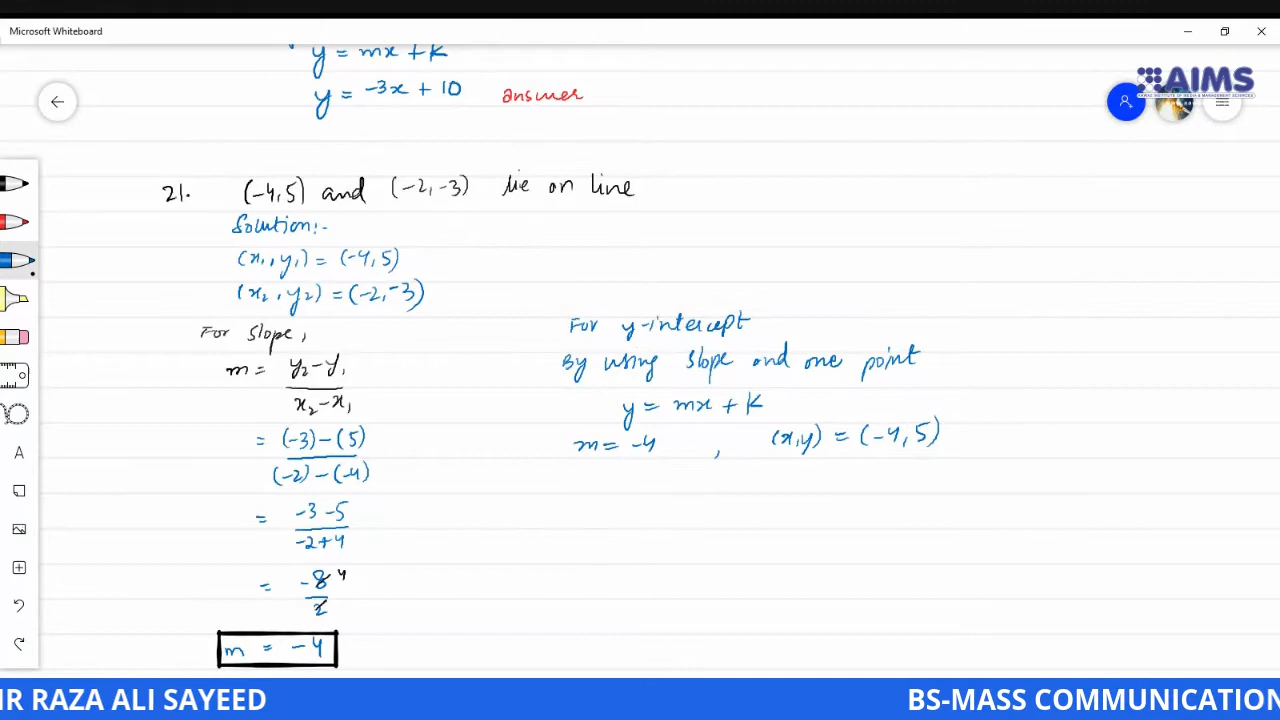 Microsoft Whiteboard
y = mx + k
y = -3x + 10 answer
AIMS
21. (-4,5) and (-2,-3) lie on line
Solution:-
(x₁, y₁) = (-4, 5)
(x₂, y₂) = (-2, -3)
For slope,
m = y₂-y₁
x₂-x₁
= (-3)-(5)
(-2)-(-4)
= -3-5
-2+4
= -8 4
2
m = -4
For y-intercept
By using slope and one point
y = mx + k
m = -4 , (x,y) = (-4, 5)
A
IR RAZA ALI SAYEED
BS-MASS COMMUNICATION